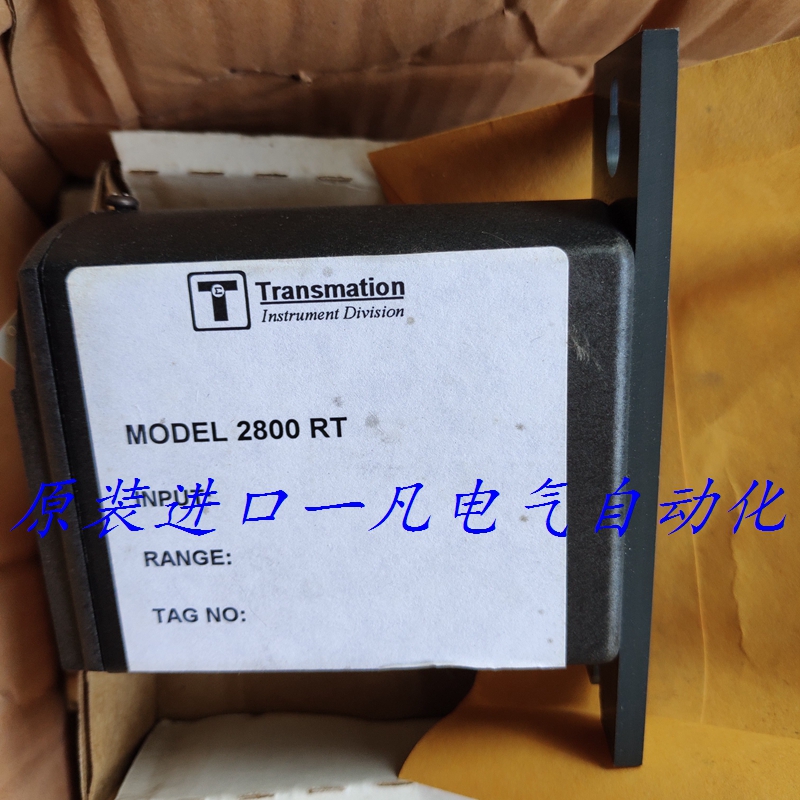 Transmation
Instrument Division
MODEL 2800 RT
INPUT:
原装进口一凡电气自动化
RANGE:
TAG NO: